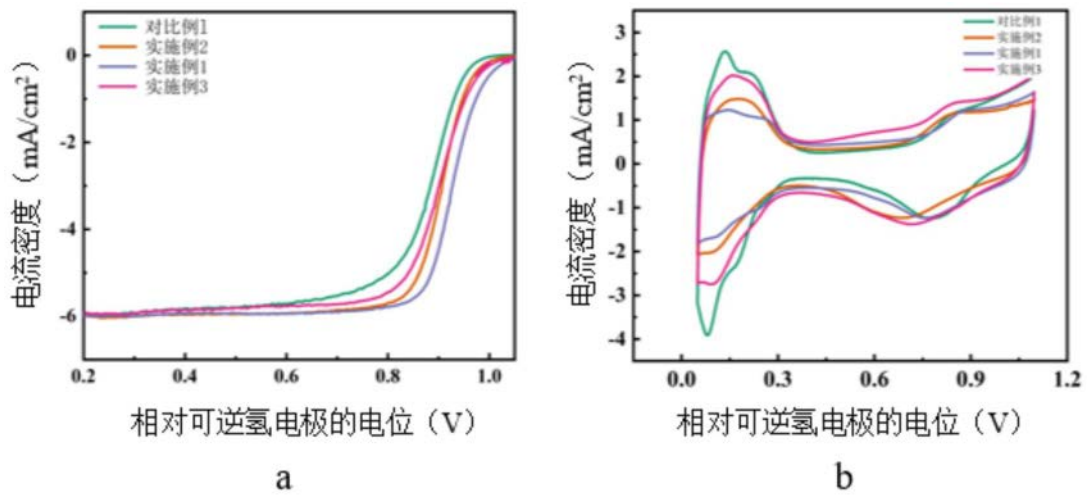 对比例1
实施例2
实施例1
实施例3
0
-2
-4
-6
0.2
0.4
0.6
0.8
1.0
电流密度（mA/cm²）
相对可逆氢电极的电位（V）
a
对比例1
实施例2
实施例1
实施例3
3
2
1
0
-1
-2
-3
-4
0.0
0.3
0.6
0.9
1.2
电流密度（mA/cm²）
相对可逆氢电极的电位（V）
b